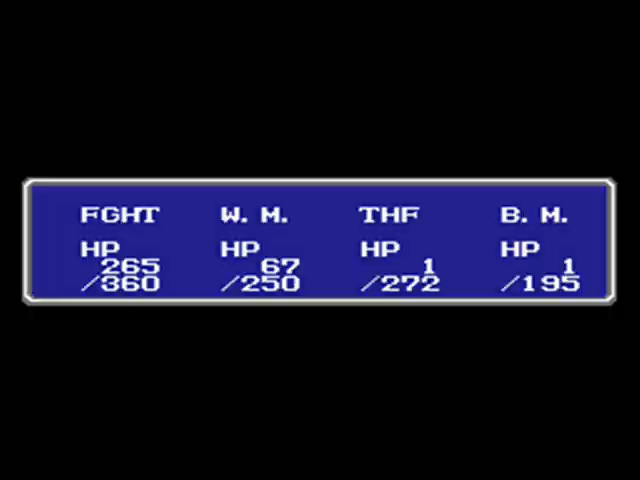 FGHT W. M. THF B. M.
HP HP HP HP
265 67 1 1
/360 /250 /272 /195